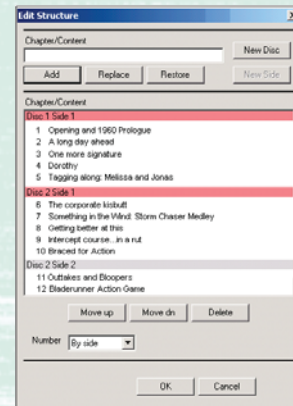 Edit Structure
Chapter/Content
New Disc
Add Replace Restore New Side
Chapter/Content
Disc 1 Side 1
1 Opening and 1960 Prologue
2 A long day ahead
3 One more signature
4 Dorothy
5 Tagging along: Melissa and Jonas
Disc 2 Side 1
6 The corporate kisbutt
7 Something in the Wind: Storm Chaser Medley
8 Getting better at this
9 Intercept course...in a rut
10 Braced for Action
Disc 2 Side 2
11 Outtakes and Bloopers
12 Bladerunner Action Game
Move up Move dn Delete
Number By side
OK Cancel